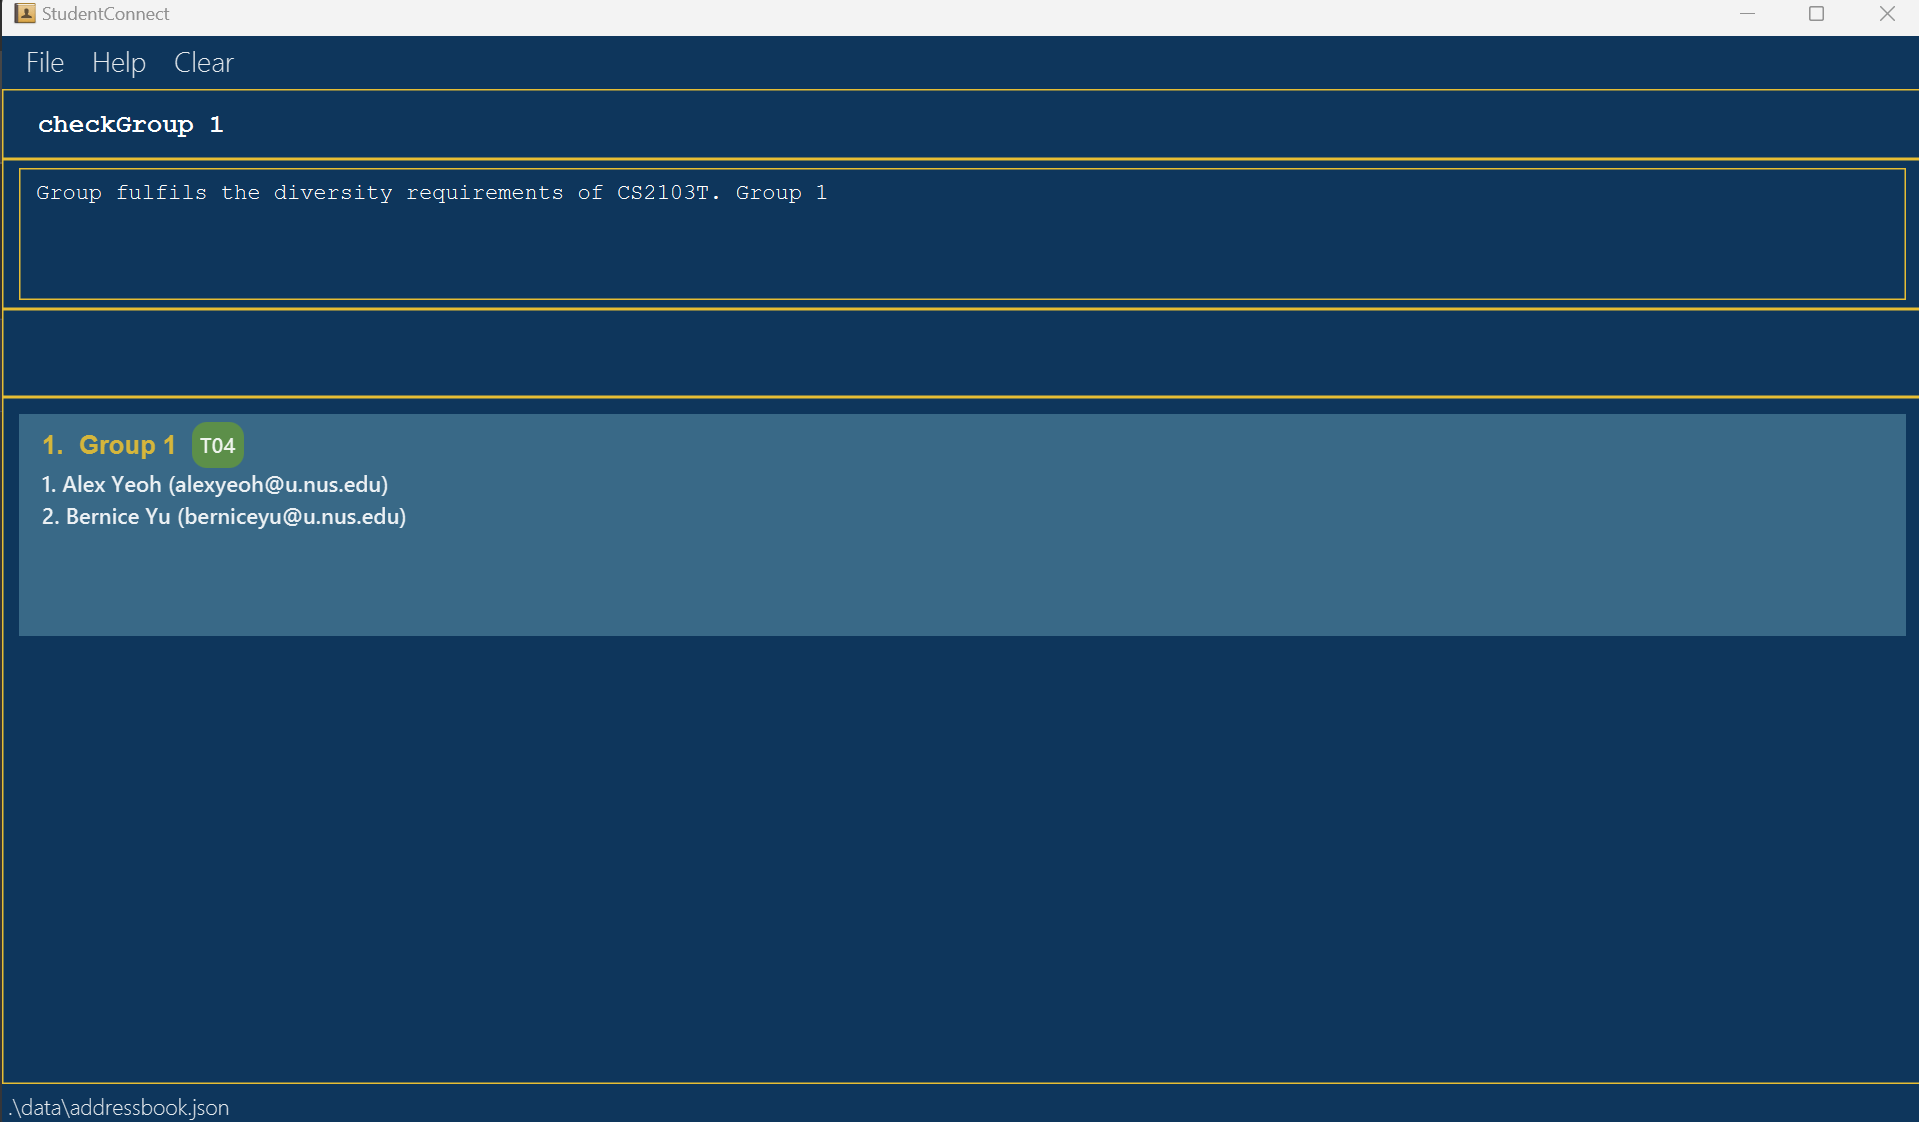 StudentConnect
File Help Clear
checkGroup 1
Group fulfils the diversity requirements of CS2103T. Group 1
1. Group 1 T04
1. Alex Yeoh (alexyeoh@u.nus.edu)
2. Bernice Yu (berniceyu@u.nus.edu)
.\data\addressbook.json